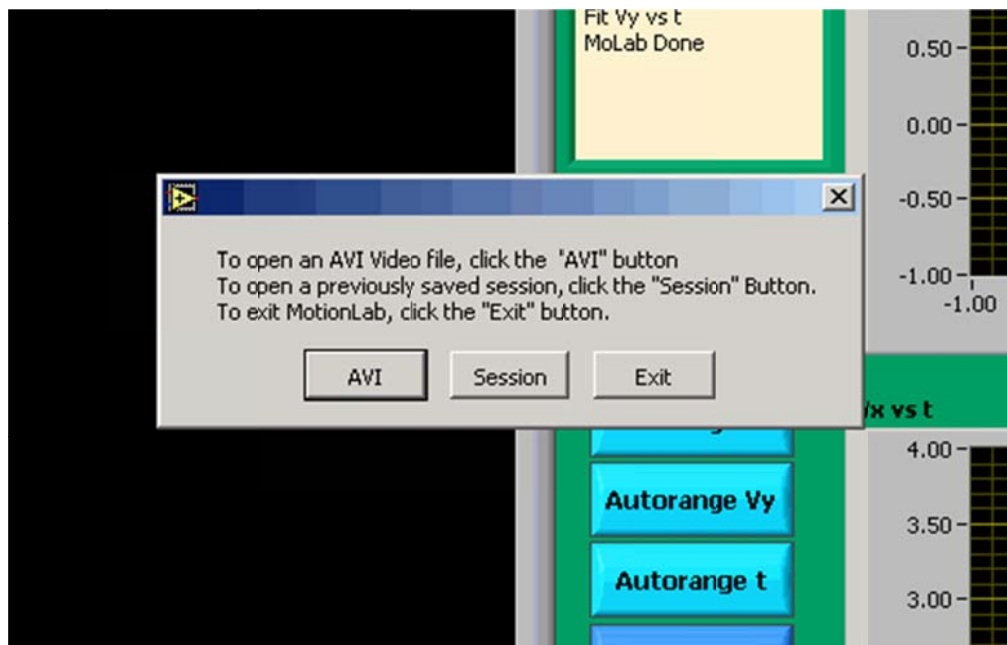 Fit Vy vs t
MoLab Done
0.50
0.00
-0.50
-1.00
-1.00
To open an AVI Video file, click the "AVI" button
To open a previously saved session, click the "Session" Button.
To exit MotionLab, click the "Exit" button.
AVI
Session
Exit
vs t
4.00
Autorange Vy
3.50
Autorange t
3.00